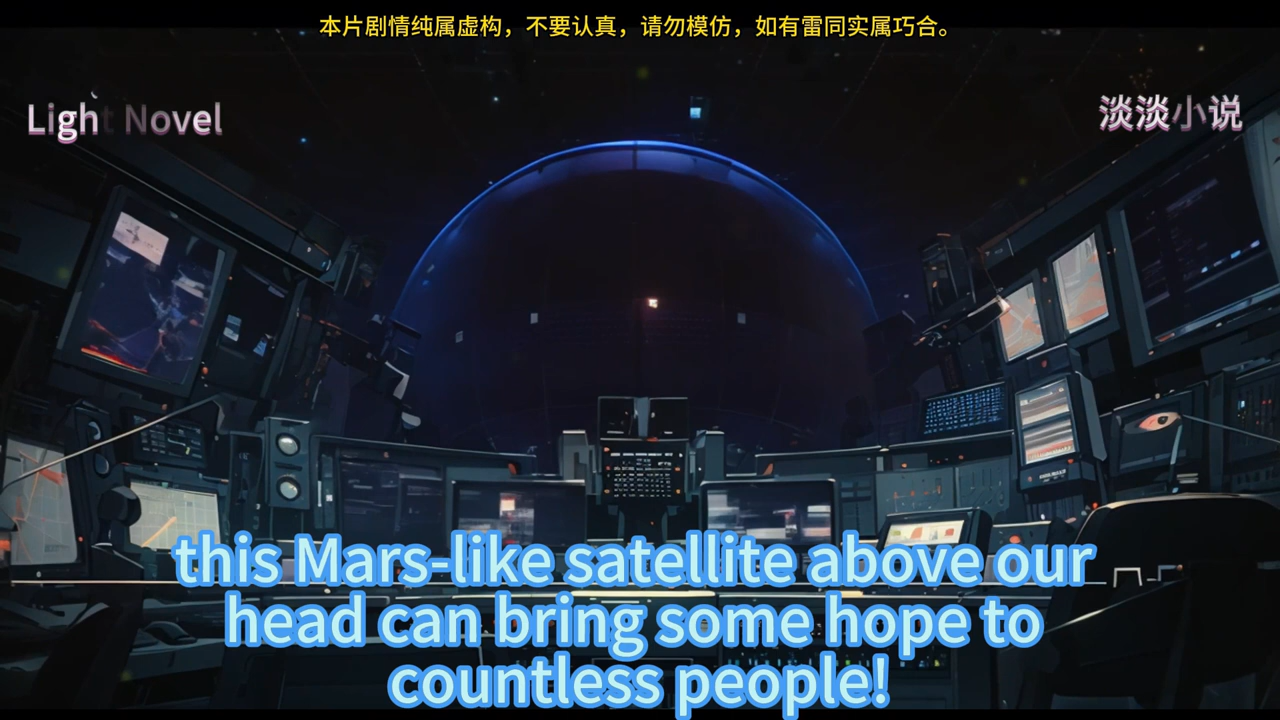 本片剧情纯属虚构，不要认真，请勿模仿，如有雷同实属巧合。
Light Novel
淡淡小说
this Mars-like satellite above our
head can bring some hope to
countless people!